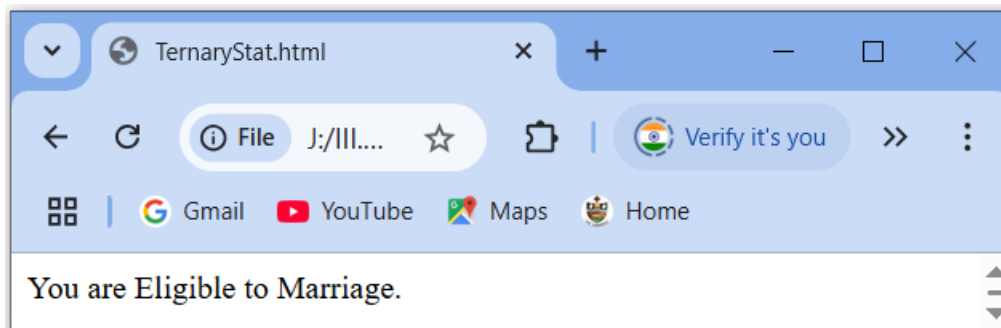 TernaryStat.html
File J:/III.... Verify it's you
Gmail YouTube Maps Home
You are Eligible to Marriage.